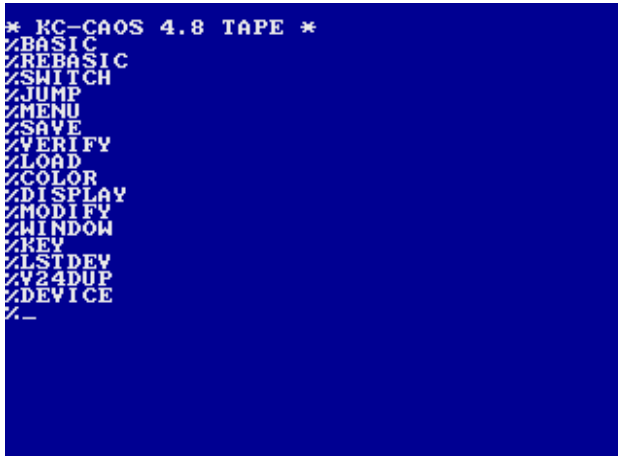 * KC-CAOS 4.8 TAPE *
%BASIC
%REBASIC
%SWITCH
%JUMP
%MENU
%SAVE
%VERIFY
%LOAD
%COLOR
%DISPLAY
%MODIFY
%WINDOW
%KEY
%LSTDEV
%V24DUP
%DEVICE
%_